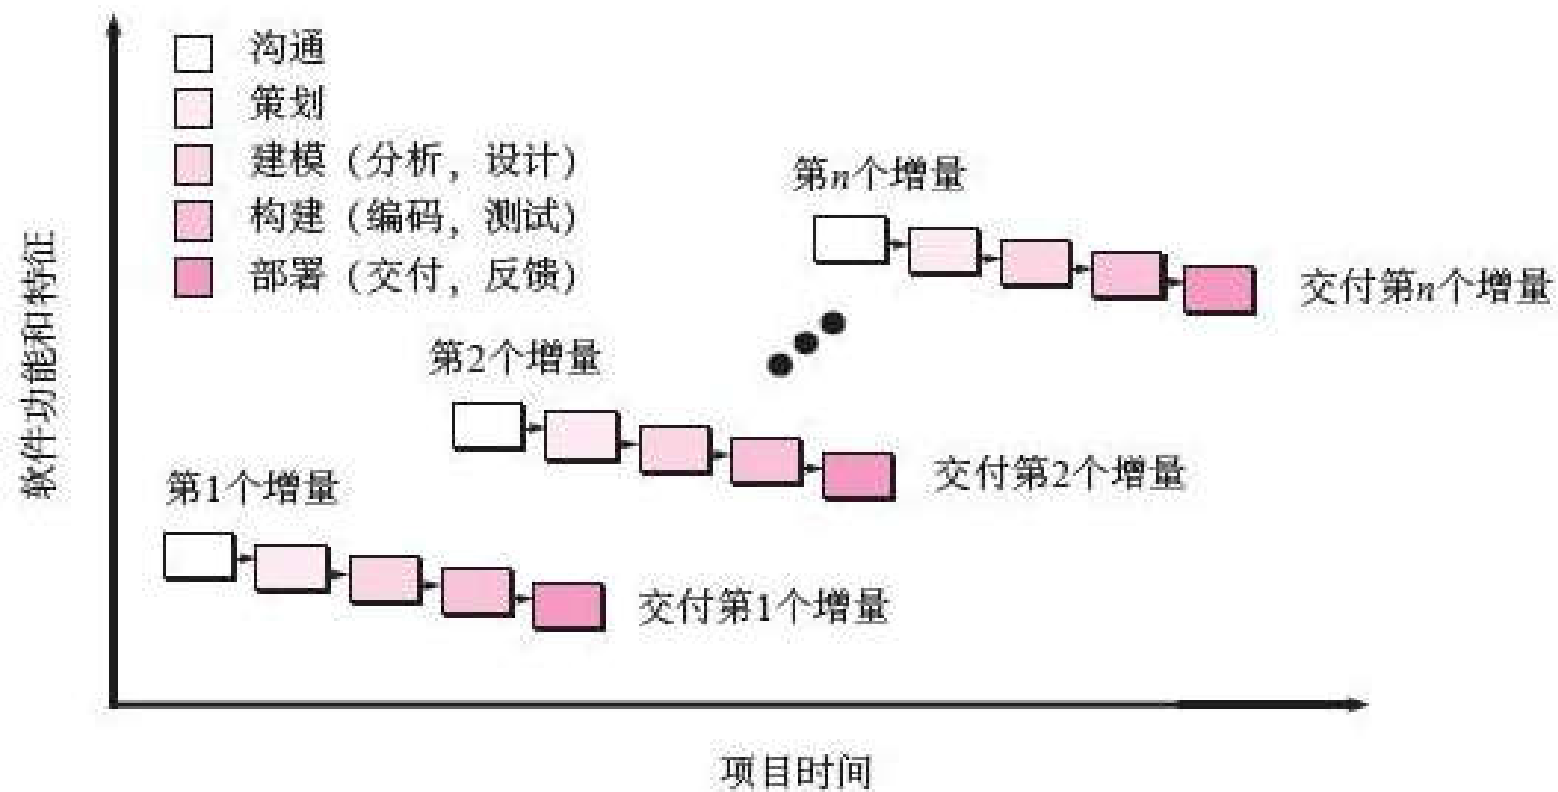 沟通
策划
建模（分析，设计）
构建（编码，测试）
部署（交付，反馈）
软件功能和特征
第n个增量
交付第n个增量
第2个增量
交付第2个增量
第1个增量
交付第1个增量
项目时间